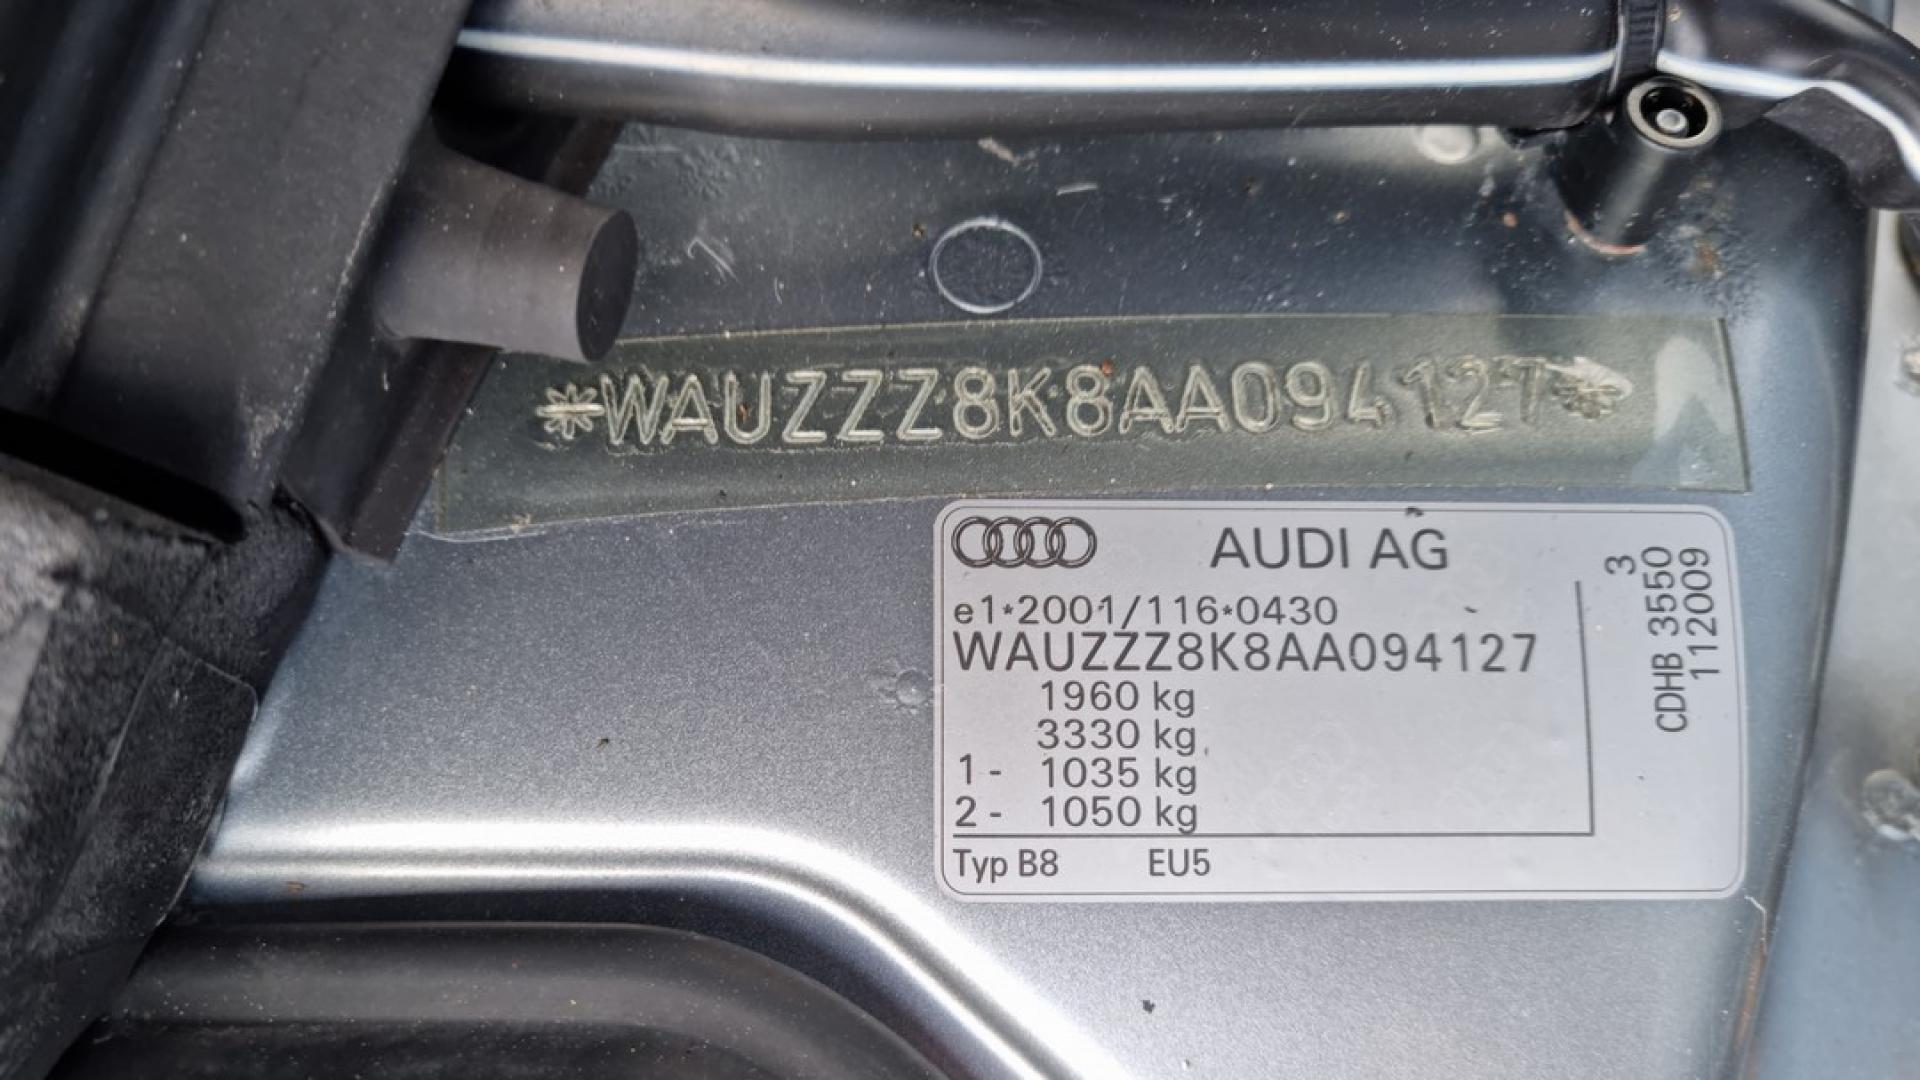 *WAUZZZ8K8AA094127*
AUDI AG
e1*2001/116*0430
WAUZZZ8K8AA094127
1960 kg
3330 kg
1- 1035 kg
2- 1050 kg
Typ B8 EU5
3
CDHB 3550
112009